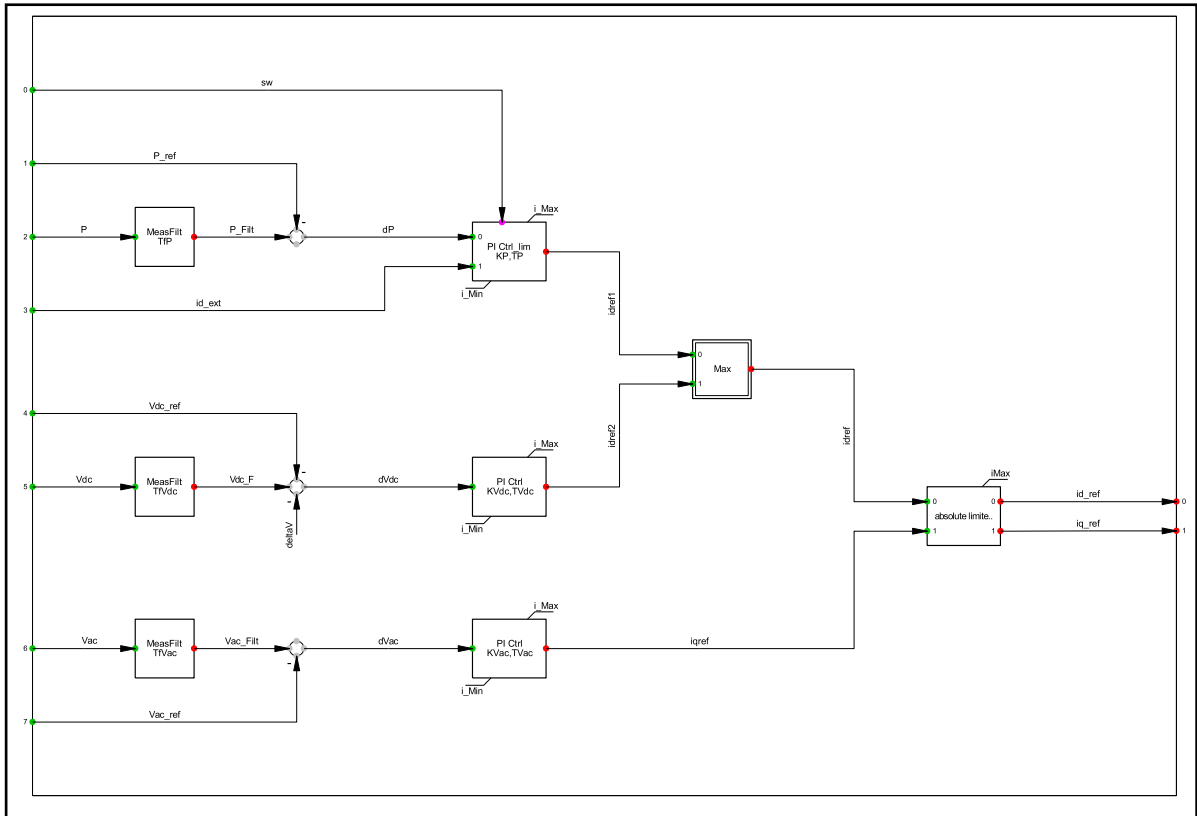 sw
0
P_ref
1
i_Max
-
P
MeasFilt
TfP
P_Filt
dP
2
0
PI Ctrl_lim
KP,TP
1
i_Min
id_ext
3
idref1
0
Max
1
Vdc_ref
4
idref2
idref
i_Max
-
Vdc
MeasFilt
TfVdc
Vdc_F
dVdc
5
PI Ctrl
KVdc,TVdc
-
i_Min
deltaV
iMax
0
0
id_ref
0
absolute limite..
1
1
iq_ref
1
i_Max
Vac
MeasFilt
TfVac
Vac_Filt
dVac
6
PI Ctrl
KVac,TVac
iqref
-
i_Min
Vac_ref
7